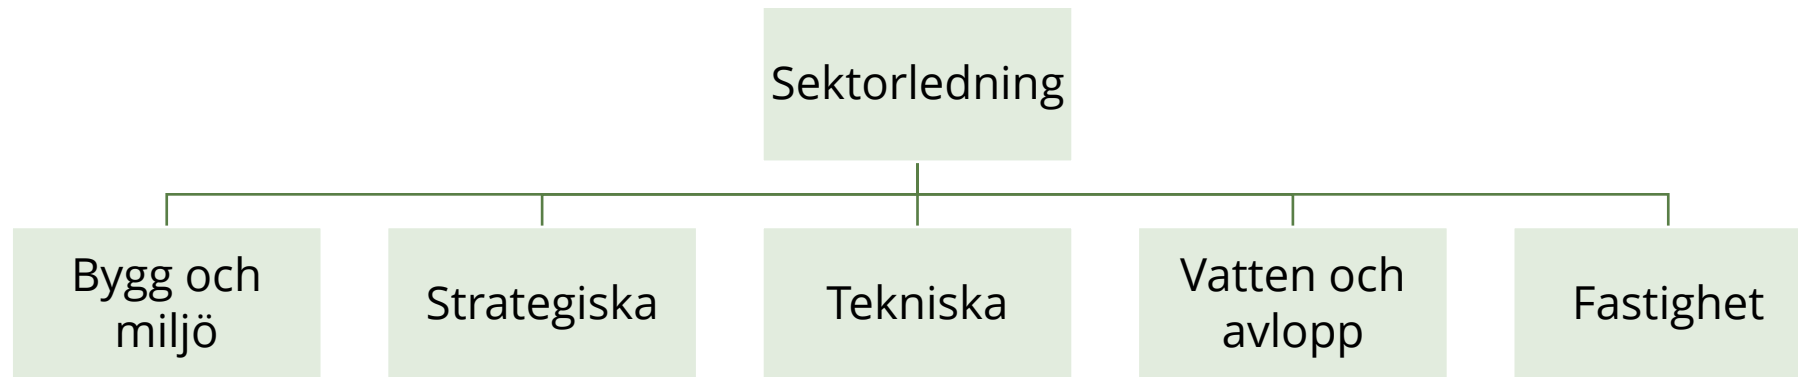 Sektorledning
Bygg och
miljö
Strategiska
Tekniska
Vatten och
avlopp
Fastighet